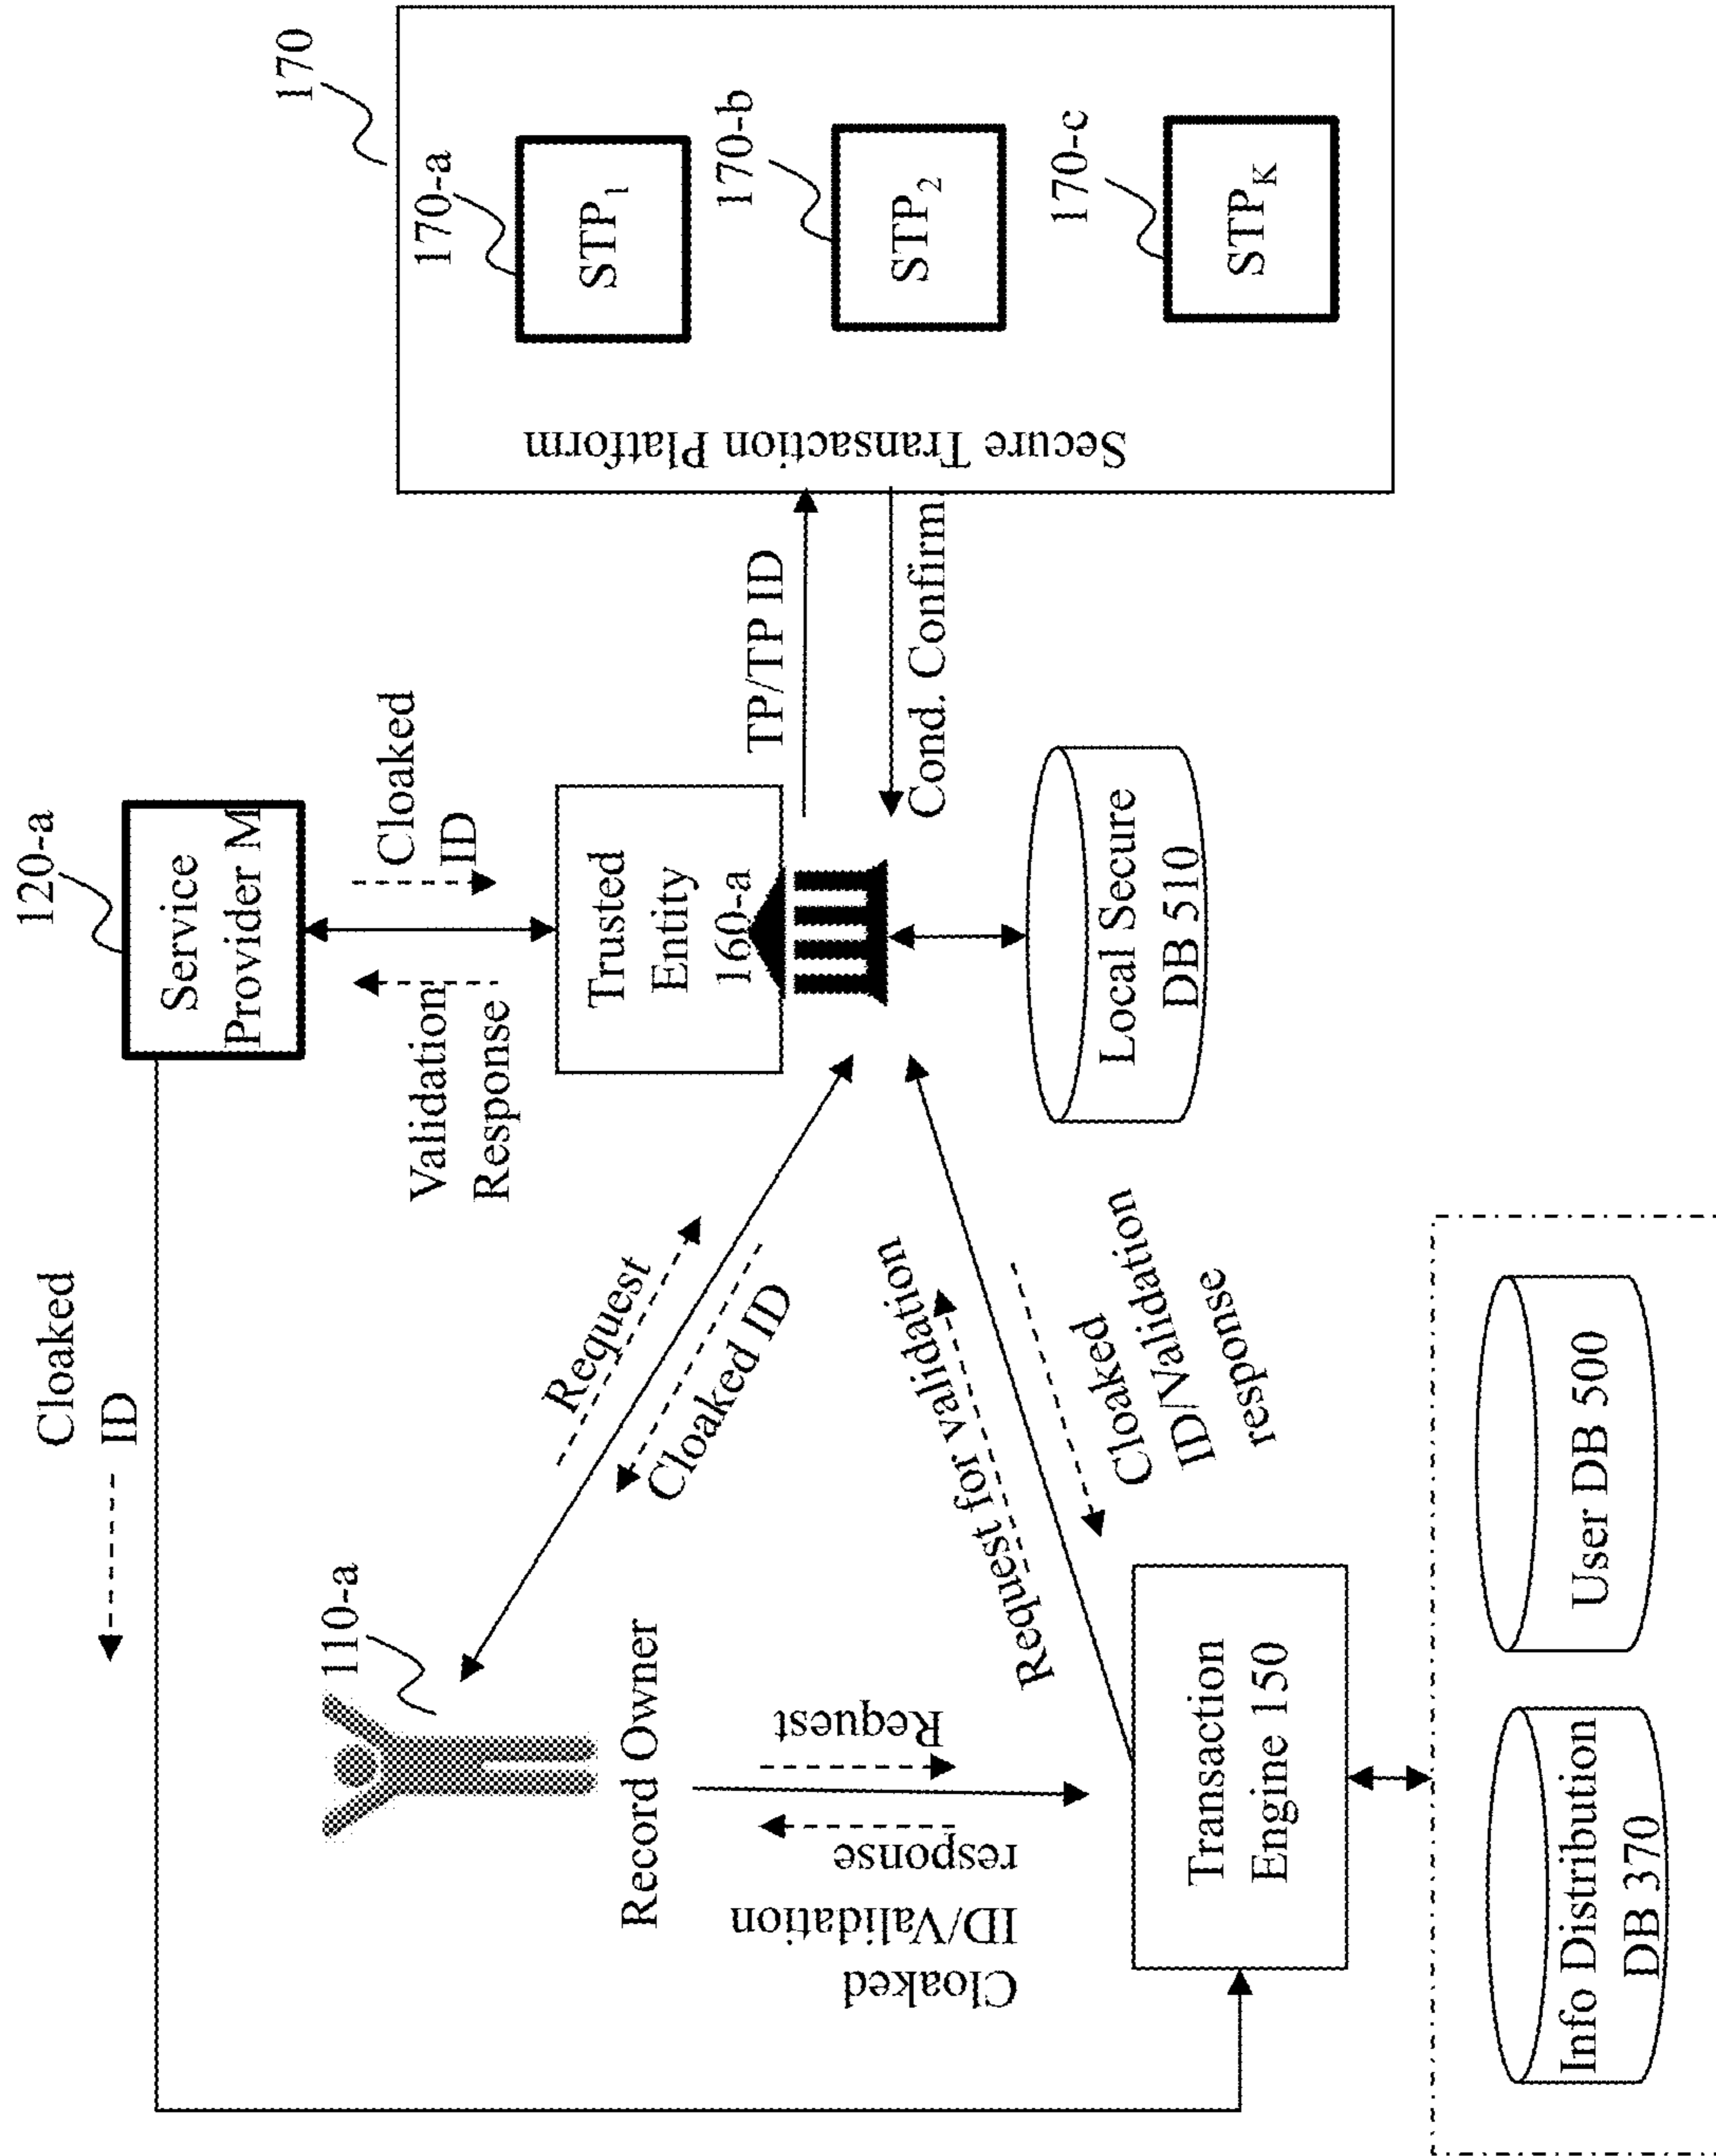 Cloaked
ID
120-a
Service
Provider M
Cloaked
ID
Validation
Response
110-a
Record Owner
Request
Cloaked ID
Trusted
Entity
160-a
TP/TP ID
Cond. Confirm
170
Secure Transaction Platform
170-a
STP1
170-b
STP2
170-c
STPK
Request
Cloaked
ID/Validation
response
Request for validation
Cloaked
ID/Validation
response
Local Secure
DB 510
Transaction
Engine 150
Info Distribution
DB 370
User DB 500